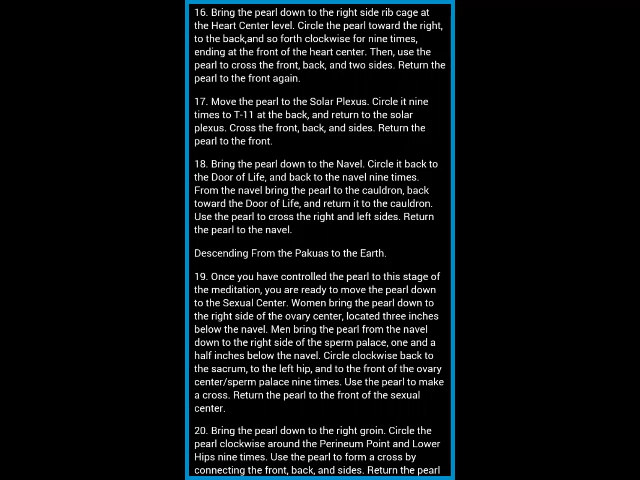 16. Bring the pearl down to the right side rib cage at
the Heart Center level. Circle the pearl toward the right,
to the back,and so forth clockwise for nine times,
ending at the front of the heart center. Then, use the
pearl to cross the front, back, and two sides. Return the
pearl to the front again.
17. Move the pearl to the Solar Plexus. Circle it nine
times to T-11 at the back, and return to the solar
plexus. Cross the front, back, and sides. Return the
pearl to the front.
18. Bring the pearl down to the Navel. Circle it back to
the Door of Life, and back to the navel nine times.
From the navel bring the pearl to the cauldron, back
toward the Door of Life, and return it to the cauldron.
Use the pearl to cross the right and left sides. Return
the pearl to the navel.
Descending From the Pakuas to the Earth.
19. Once you have controlled the pearl to this stage of
the meditation, you are ready to move the pearl down
to the Sexual Center. Women bring the pearl down to
the right side of the ovary center, located three inches
below the navel. Men bring the pearl from the navel
down to the right side of the sperm palace, one and a
half inches below the navel. Circle clockwise back to
the sacrum, to the left hip, and to the front of the ovary
center/sperm palace nine times. Use the pearl to make
a cross. Return the pearl to the front of the sexual
center.
20. Bring the pearl down to the right groin. Circle the
pearl clockwise around the Perineum Point and Lower
Hips nine times. Use the pearl to form a cross by
connecting the front, back, and sides. Return the pearl